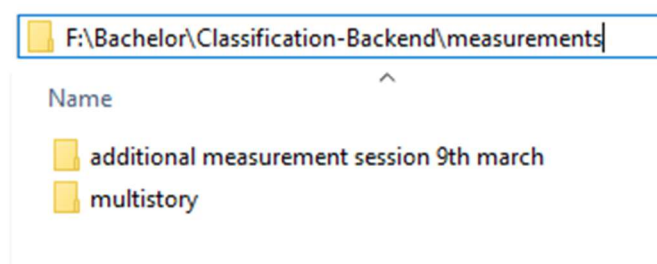 F:\Bachelor\Classification-Backend\measurements
Name
additional measurement session 9th march
multistory